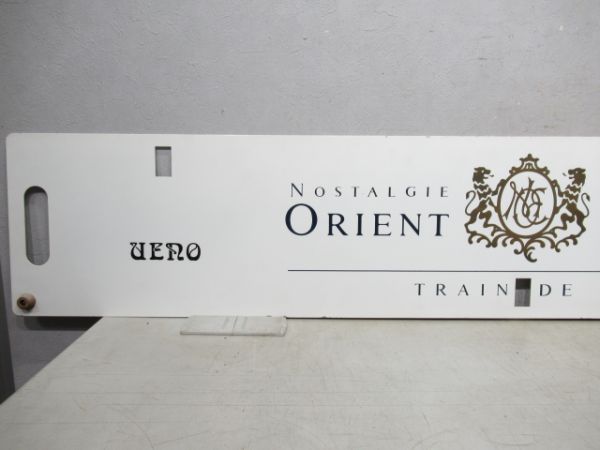 UENO
NOSTALGIE
ORIENT
TRAIN DE